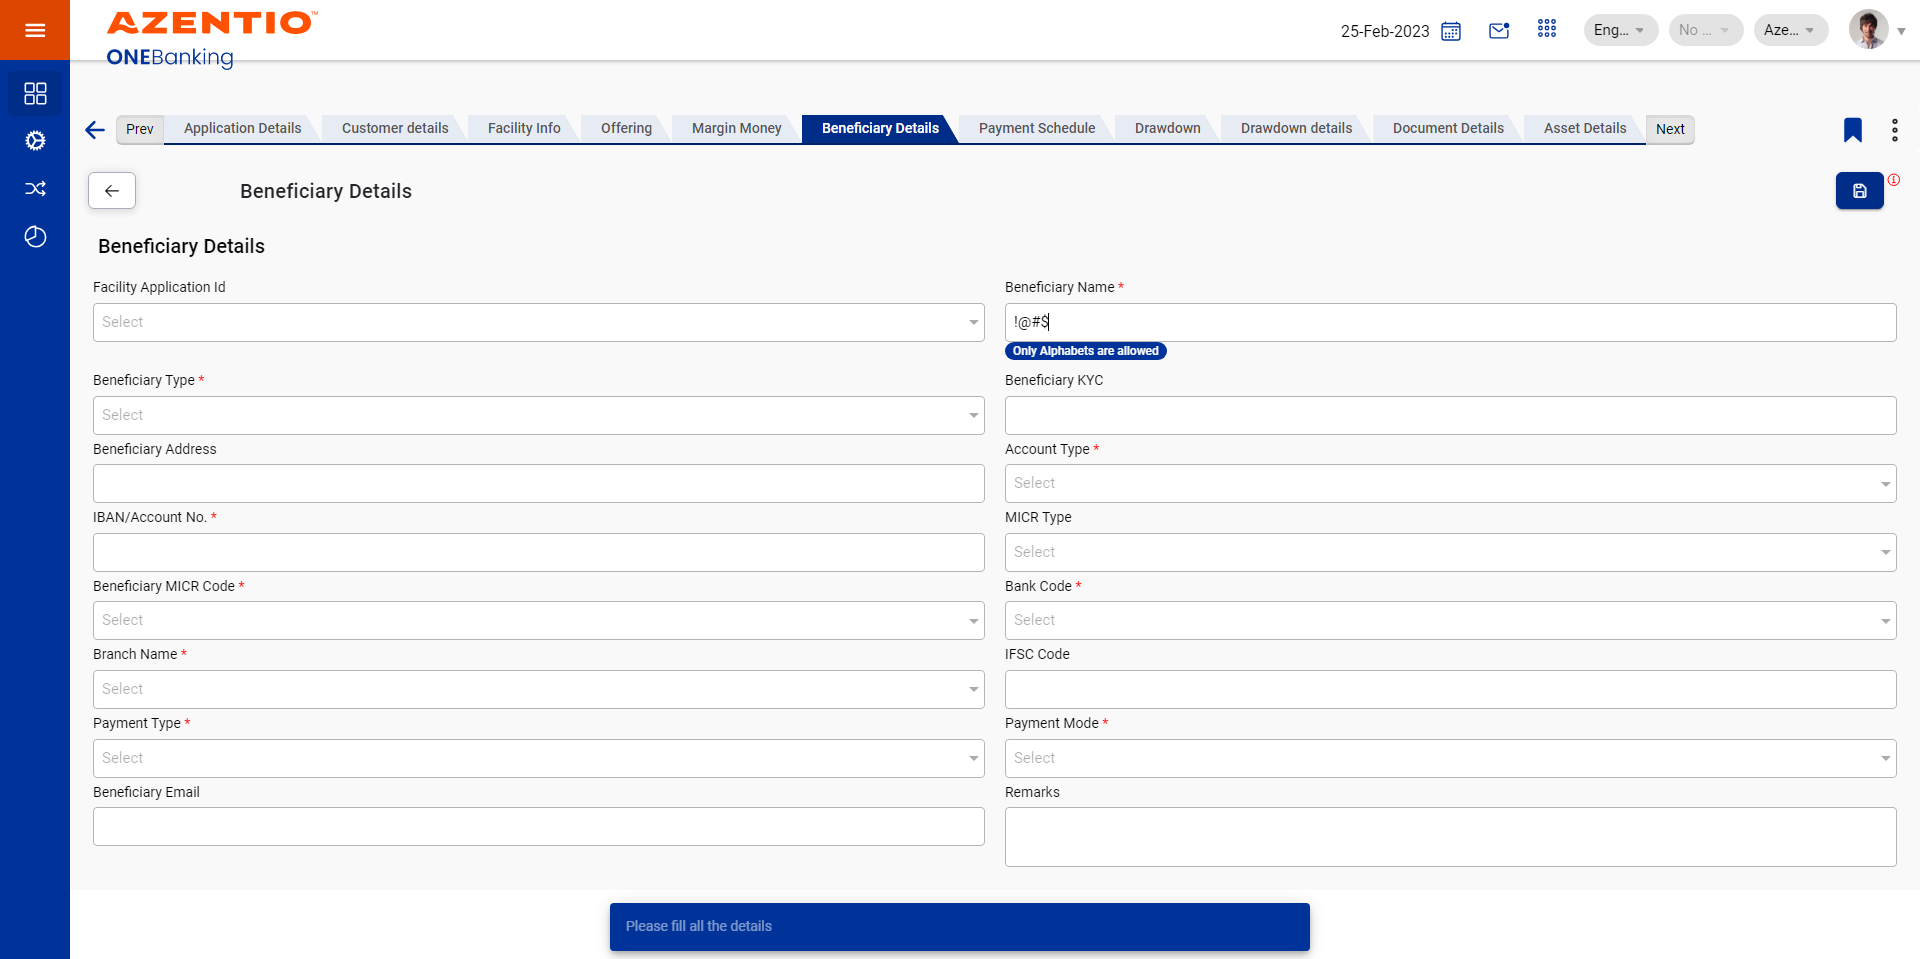 AZENTIO™
ONEBanking
25-Feb-2023
Eng...
No ...
Aze...
Prev
Application Details
Customer details
Facility Info
Offering
Margin Money
Beneficiary Details
Payment Schedule
Drawdown
Drawdown details
Document Details
Asset Details
Next
Beneficiary Details
Beneficiary Details
Facility Application Id
Select
Beneficiary Name *
!@#$
Only Alphabets are allowed
Beneficiary Type *
Select
Beneficiary KYC
Beneficiary Address
Account Type *
Select
IBAN/Account No. *
MICR Type
Select
Beneficiary MICR Code *
Select
Bank Code *
Select
Branch Name *
Select
IFSC Code
Payment Type *
Select
Payment Mode *
Select
Beneficiary Email
Remarks
Please fill all the details